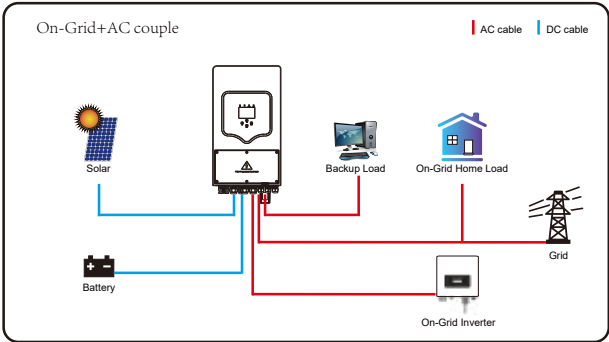 On-Grid+AC couple
AC cable
DC cable
Solar
Backup Load
On-Grid Home Load
Grid
Battery
On-Grid Inverter